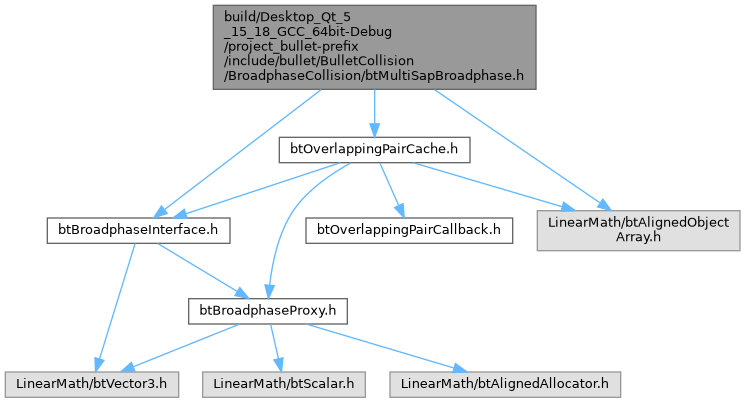 build/Desktop_Qt_5
_15_18_GCC_64bit-Debug
/project_bullet-prefix
/include/bullet/BulletCollision
/BroadphaseCollision/btMultiSapBroadphase.h
btOverlappingPairCache.h
btBroadphaseInterface.h
btOverlappingPairCallback.h
LinearMath/btAlignedObject
Array.h
btBroadphaseProxy.h
LinearMath/btVector3.h
LinearMath/btScalar.h
LinearMath/btAlignedAllocator.h